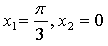 x₁= π/3, x₂ = 0